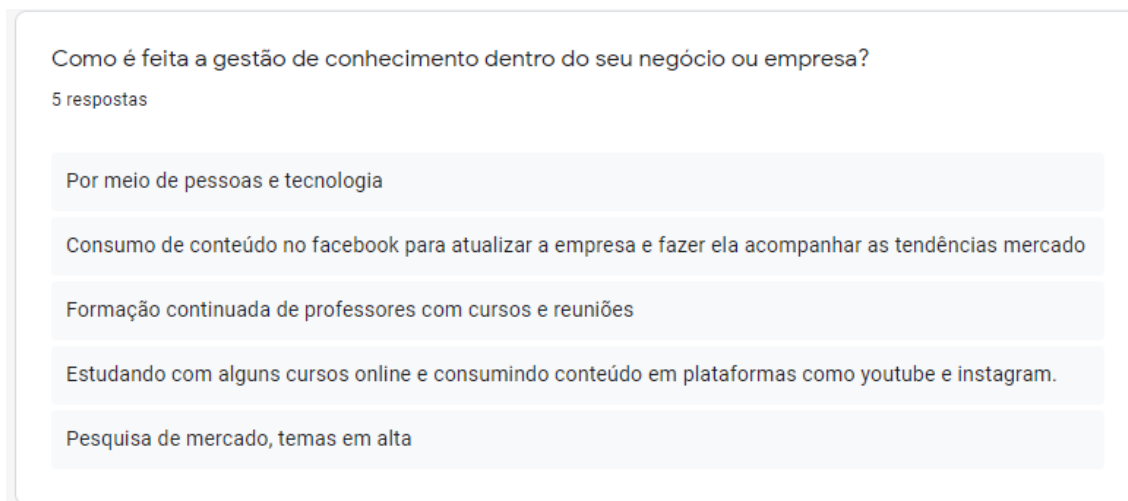 Como é feita a gestão de conhecimento dentro do seu negócio ou empresa?
5 respostas
Por meio de pessoas e tecnologia
Consumo de conteúdo no facebook para atualizar a empresa e fazer ela acompanhar as tendências mercado
Formação continuada de professores com cursos e reuniões
Estudando com alguns cursos online e consumindo conteúdo em plataformas como youtube e instagram.
Pesquisa de mercado, temas em alta